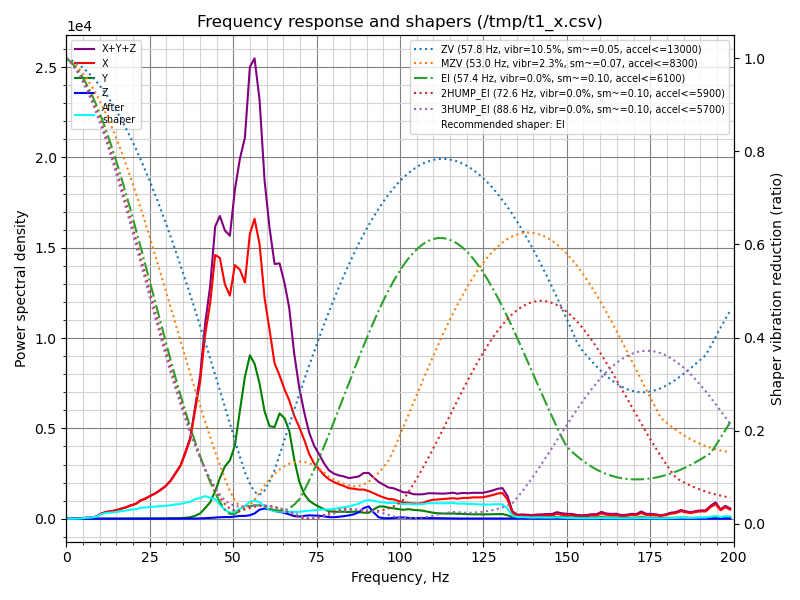 Frequency response and shapers (/tmp/t1_x.csv)
1e4
X+Y+Z
X
Y
Z
After
shaper
ZV (57.8 Hz, vibr=10.5%, sm~=0.05, accel<=13000)
MZV (53.0 Hz, vibr=2.3%, sm~=0.07, accel<=8300)
EI (57.4 Hz, vibr=0.0%, sm~=0.10, accel<=6100)
2HUMP_EI (72.6 Hz, vibr=0.0%, sm~=0.10, accel<=5900)
3HUMP_EI (88.6 Hz, vibr=0.0%, sm~=0.10, accel<=5700)
Recommended shaper: EI
Power spectral density
2.5
2.0
1.5
1.0
0.5
0.0
1.0
0.8
0.6
0.4
0.2
0.0
Shaper vibration reduction (ratio)
0 25 50 75 100 125 150 175 200
Frequency, Hz